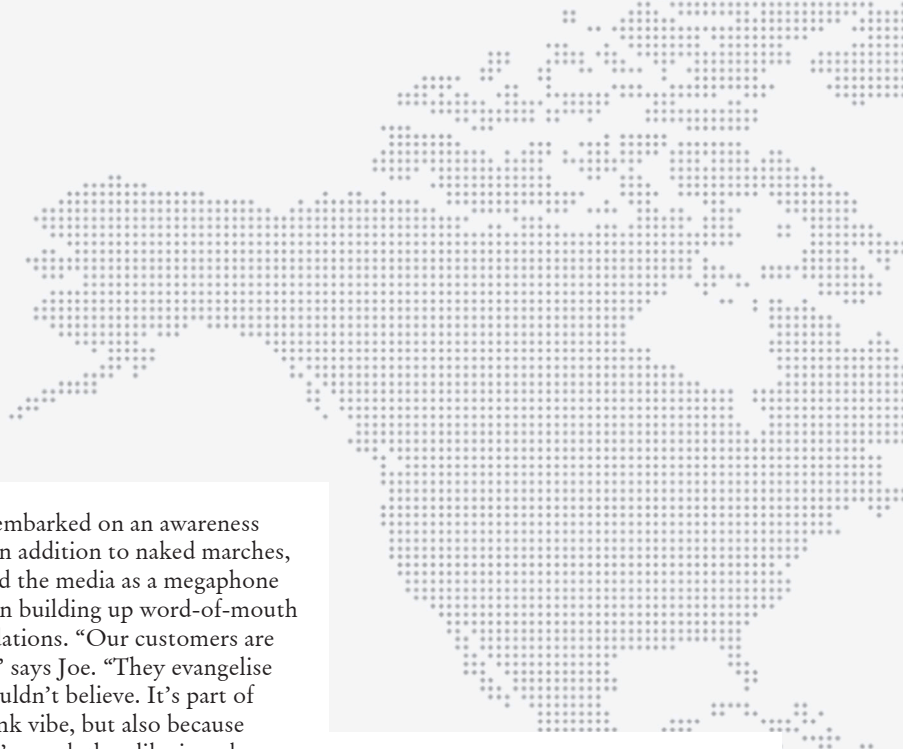 embarked on an awareness
n addition to naked marches,
d the media as a megaphone
n building up word-of-mouth
ations. “Our customers are
” says Joe. “They evangelise
uldn’t believe. It’s part of
nk vibe, but also because